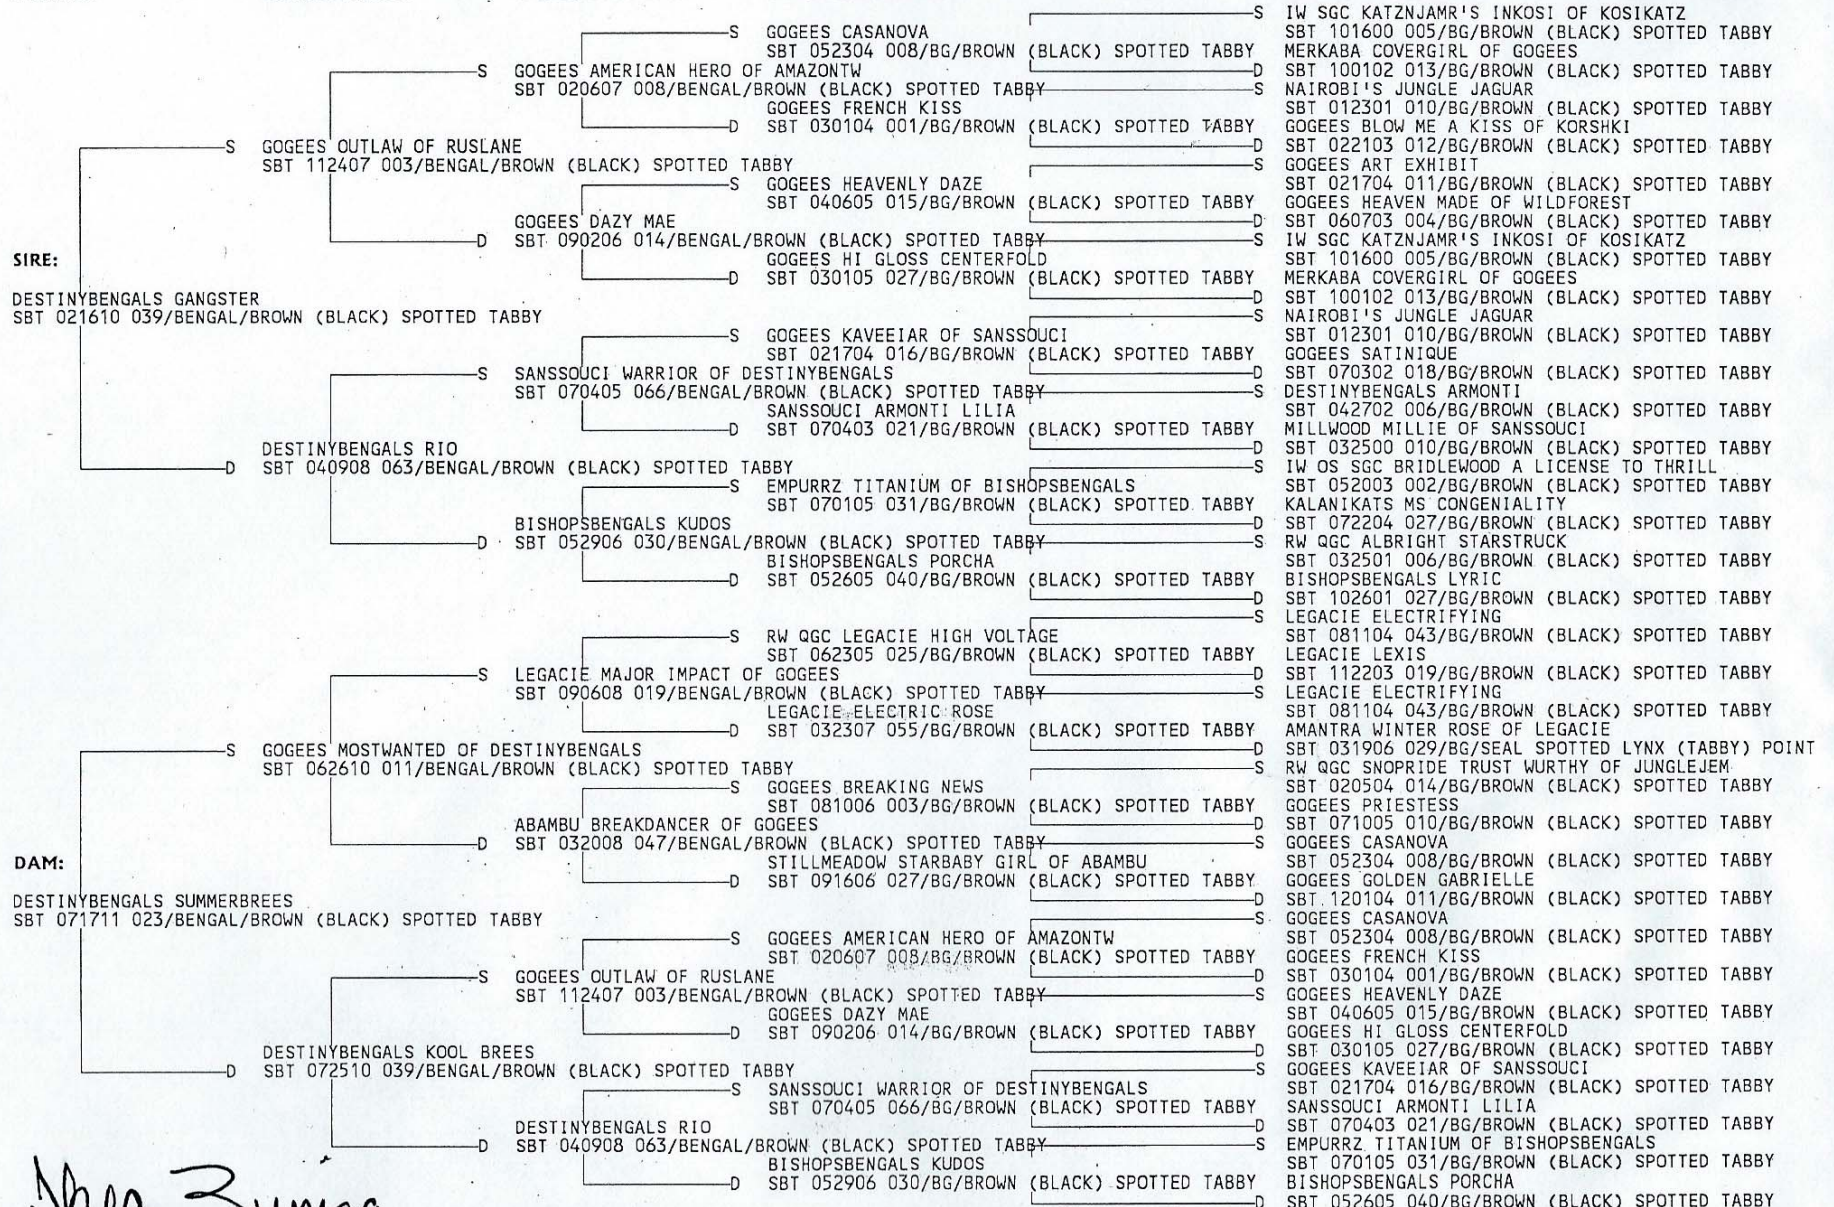 SIRE:
DESTINYBENGALS GANGSTER
SBT 021610 039/BENGAL/BROWN (BLACK) SPOTTED TABBY
DAM:
DESTINYBENGALS SUMMERBREES
SBT 071711 023/BENGAL/BROWN (BLACK) SPOTTED TABBY
S GOGEES OUTLAW OF RUSLANE
SBT 112407 003/BENGAL/BROWN (BLACK) SPOTTED TABBY
DESTINYBENGALS RIO
D SBT 040908 063/BENGAL/BROWN (BLACK) SPOTTED TABBY
S GOGEES MOSTWANTED OF DESTINYBENGALS
SBT 062610 011/BENGAL/BROWN (BLACK) SPOTTED TABBY
DESTINYBENGALS KOOL BREES
D SBT 072510 039/BENGAL/BROWN (BLACK) SPOTTED TABBY
S GOGEES AMERICAN HERO OF AMAZONTW
SBT 020607 008/BENGAL/BROWN (BLACK) SPOTTED TABBY
GOGEES DAZY MAE
D SBT 090206 014/BENGAL/BROWN (BLACK) SPOTTED TABBY
S SANSSOUCI WARRIOR OF DESTINYBENGALS
SBT 070405 066/BENGAL/BROWN (BLACK) SPOTTED TABBY
BISHOPSBENGALS KUDOS
D SBT 052906 030/BENGAL/BROWN (BLACK) SPOTTED TABBY
S LEGACIE MAJOR IMPACT OF GOGEES
SBT 090608 019/BENGAL/BROWN (BLACK) SPOTTED TABBY
ABAMBU BREAKDANCER OF GOGEES
D SBT 032008 047/BENGAL/BROWN (BLACK) SPOTTED TABBY
S GOGEES OUTLAW OF RUSLANE
SBT 112407 003/BENGAL/BROWN (BLACK) SPOTTED TABBY
DESTINYBENGALS RIO
D SBT 040908 063/BENGAL/BROWN (BLACK) SPOTTED TABBY
S GOGEES CASANOVA
SBT 052304 008/BG/BROWN (BLACK) SPOTTED TABBY
GOGEES FRENCH KISS
D SBT 030104 001/BG/BROWN (BLACK) SPOTTED TABBY
S GOGEES HEAVENLY DAZE
SBT 040605 015/BG/BROWN (BLACK) SPOTTED TABBY
GOGEES HI GLOSS CENTERFOLD
D SBT 030105 027/BG/BROWN (BLACK) SPOTTED TABBY
S GOGEES KAVEEIAR OF SANSSOUCI
SBT 021704 016/BG/BROWN (BLACK) SPOTTED TABBY
SANSSOUCI ARMONTI LILIA
D SBT 070403 021/BG/BROWN (BLACK) SPOTTED TABBY
S EMPURRZ TITANIUM OF BISHOPSBENGALS
SBT 070105 031/BG/BROWN (BLACK) SPOTTED TABBY
BISHOPSBENGALS PORCHA
D SBT 052605 040/BG/BROWN (BLACK) SPOTTED TABBY
S RW QGC LEGACIE HIGH VOLTAGE
SBT 062305 025/BG/BROWN (BLACK) SPOTTED TABBY
LEGACIE ELECTRIC ROSE
D SBT 032307 055/BG/BROWN (BLACK) SPOTTED TABBY
S GOGEES BREAKING NEWS
SBT 081006 003/BG/BROWN (BLACK) SPOTTED TABBY
STILLMEADOW STARBABY GIRL OF ABAMBU
D SBT 091606 027/BG/BROWN (BLACK) SPOTTED TABBY
S GOGEES AMERICAN HERO OF AMAZONTW
SBT 020607 008/BG/BROWN (BLACK) SPOTTED TABBY
GOGEES DAZY MAE
D SBT 090206 014/BG/BROWN (BLACK) SPOTTED TABBY
S SANSSOUCI WARRIOR OF DESTINYBENGALS
SBT 070405 066/BG/BROWN (BLACK) SPOTTED TABBY
BISHOPSBENGALS KUDOS
D SBT 052906 030/BG/BROWN (BLACK) SPOTTED TABBY
S IW SGC KATZNJAMR'S INKOSI OF KOSIKATZ
SBT 101600 005/BG/BROWN (BLACK) SPOTTED TABBY
MERKABA COVERGIRL OF GOGEES
D SBT 100102 013/BG/BROWN (BLACK) SPOTTED TABBY
S NAIROBI'S JUNGLE JAGUAR
SBT 012301 010/BG/BROWN (BLACK) SPOTTED TABBY
GOGEES BLOW ME A KISS OF KORSHKI
D SBT 022103 012/BG/BROWN (BLACK) SPOTTED TABBY
S GOGEES ART EXHIBIT
SBT 021704 011/BG/BROWN (BLACK) SPOTTED TABBY
GOGEES HEAVEN MADE OF WILDFOREST
D SBT 060703 004/BG/BROWN (BLACK) SPOTTED TABBY
S IW SGC KATZNJAMR'S INKOSI OF KOSIKATZ
SBT 101600 005/BG/BROWN (BLACK) SPOTTED TABBY
MERKABA COVERGIRL OF GOGEES
D SBT 100102 013/BG/BROWN (BLACK) SPOTTED TABBY
S NAIROBI'S JUNGLE JAGUAR
SBT 012301 010/BG/BROWN (BLACK) SPOTTED TABBY
GOGEES SATINIQUE
D SBT 070302 018/BG/BROWN (BLACK) SPOTTED TABBY
S DESTINYBENGALS ARMONTI
SBT 042702 006/BG/BROWN (BLACK) SPOTTED TABBY
MILLWOOD MILLIE OF SANSSOUCI
D SBT 032500 010/BG/BROWN (BLACK) SPOTTED TABBY
S IW OS SGC BRIDLEWOOD A LICENSE TO THRILL
SBT 052003 002/BG/BROWN (BLACK) SPOTTED TABBY
KALANIKATS MS CONGENIALITY
D SBT 072204 027/BG/BROWN (BLACK) SPOTTED TABBY
S RW QGC ALBRIGHT STARSTRUCK
SBT 032501 006/BG/BROWN (BLACK) SPOTTED TABBY
BISHOPSBENGALS LYRIC
D SBT 102601 027/BG/BROWN (BLACK) SPOTTED TABBY
S LEGACIE ELECTRIFYING
SBT 081104 043/BG/BROWN (BLACK) SPOTTED TABBY
LEGACIE LEXIS
D SBT 112203 019/BG/BROWN (BLACK) SPOTTED TABBY
S LEGACIE ELECTRIFYING
SBT 081104 043/BG/BROWN (BLACK) SPOTTED TABBY
AMANTRA WINTER ROSE OF LEGACIE
D SBT 031906 029/BG/SEAL SPOTTED LYNX (TABBY) POINT
S RW QGC SNOPRIDE TRUST WURTHY OF JUNGLEJEM
SBT 020504 014/BG/BROWN (BLACK) SPOTTED TABBY
GOGEES PRIESTESS
D SBT 071005 010/BG/BROWN (BLACK) SPOTTED TABBY
S GOGEES CASANOVA
SBT 052304 008/BG/BROWN (BLACK) SPOTTED TABBY
GOGEES GOLDEN GABRIELLE
D SBT 120104 011/BG/BROWN (BLACK) SPOTTED TABBY
S GOGEES CASANOVA
SBT 052304 008/BG/BROWN (BLACK) SPOTTED TABBY
GOGEES FRENCH KISS
D SBT 030104 001/BG/BROWN (BLACK) SPOTTED TABBY
S GOGEES HEAVENLY DAZE
SBT 040605 015/BG/BROWN (BLACK) SPOTTED TABBY
GOGEES HI GLOSS CENTERFOLD
D SBT 030105 027/BG/BROWN (BLACK) SPOTTED TABBY
S GOGEES KAVEEIAR OF SANSSOUCI
SBT 021704 016/BG/BROWN (BLACK) SPOTTED TABBY
SANSSOUCI ARMONTI LILIA
D SBT 070403 021/BG/BROWN (BLACK) SPOTTED TABBY
S EMPURRZ TITANIUM OF BISHOPSBENGALS
SBT 070105 031/BG/BROWN (BLACK) SPOTTED TABBY
BISHOPSBENGALS PORCHA
D SBT 052605 040/BG/BROWN (BLACK) SPOTTED TABBY